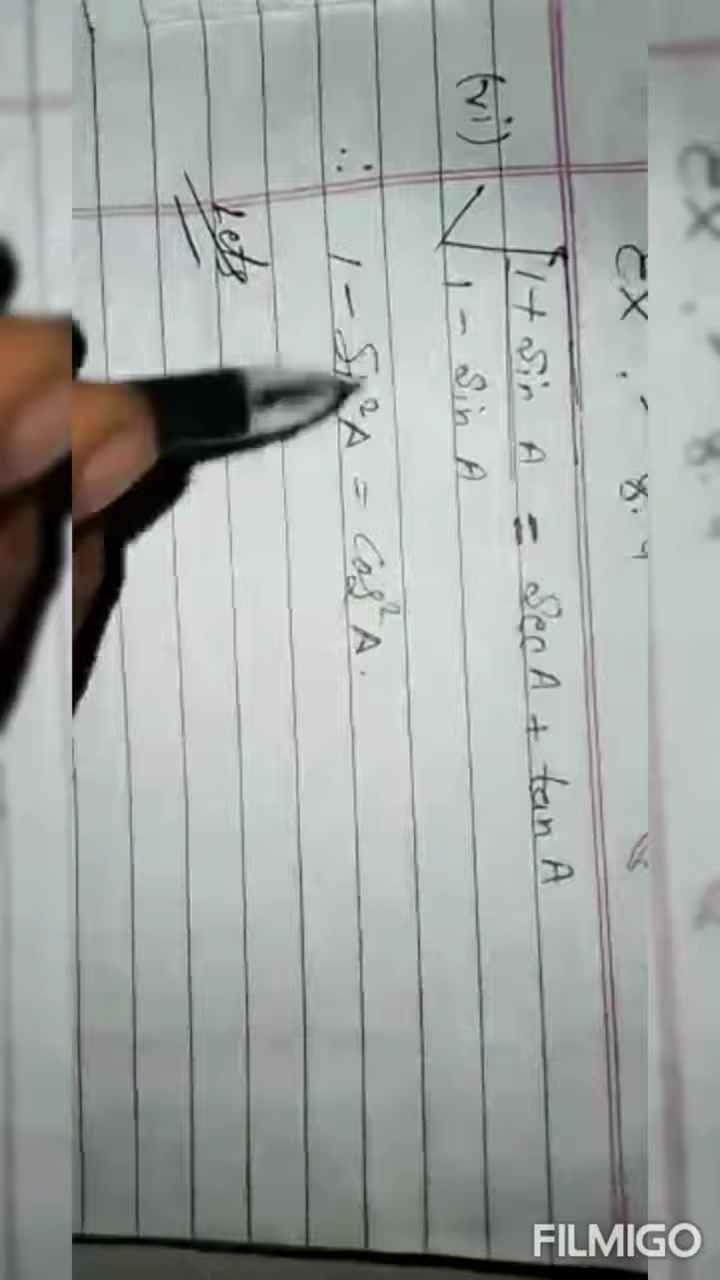 Ex. - 8.4
(vi) √1 + Sin A = Sec A + tan A
1 - Sin A
∴ 1 - Sin²A = Cos²A.
FILMIGO